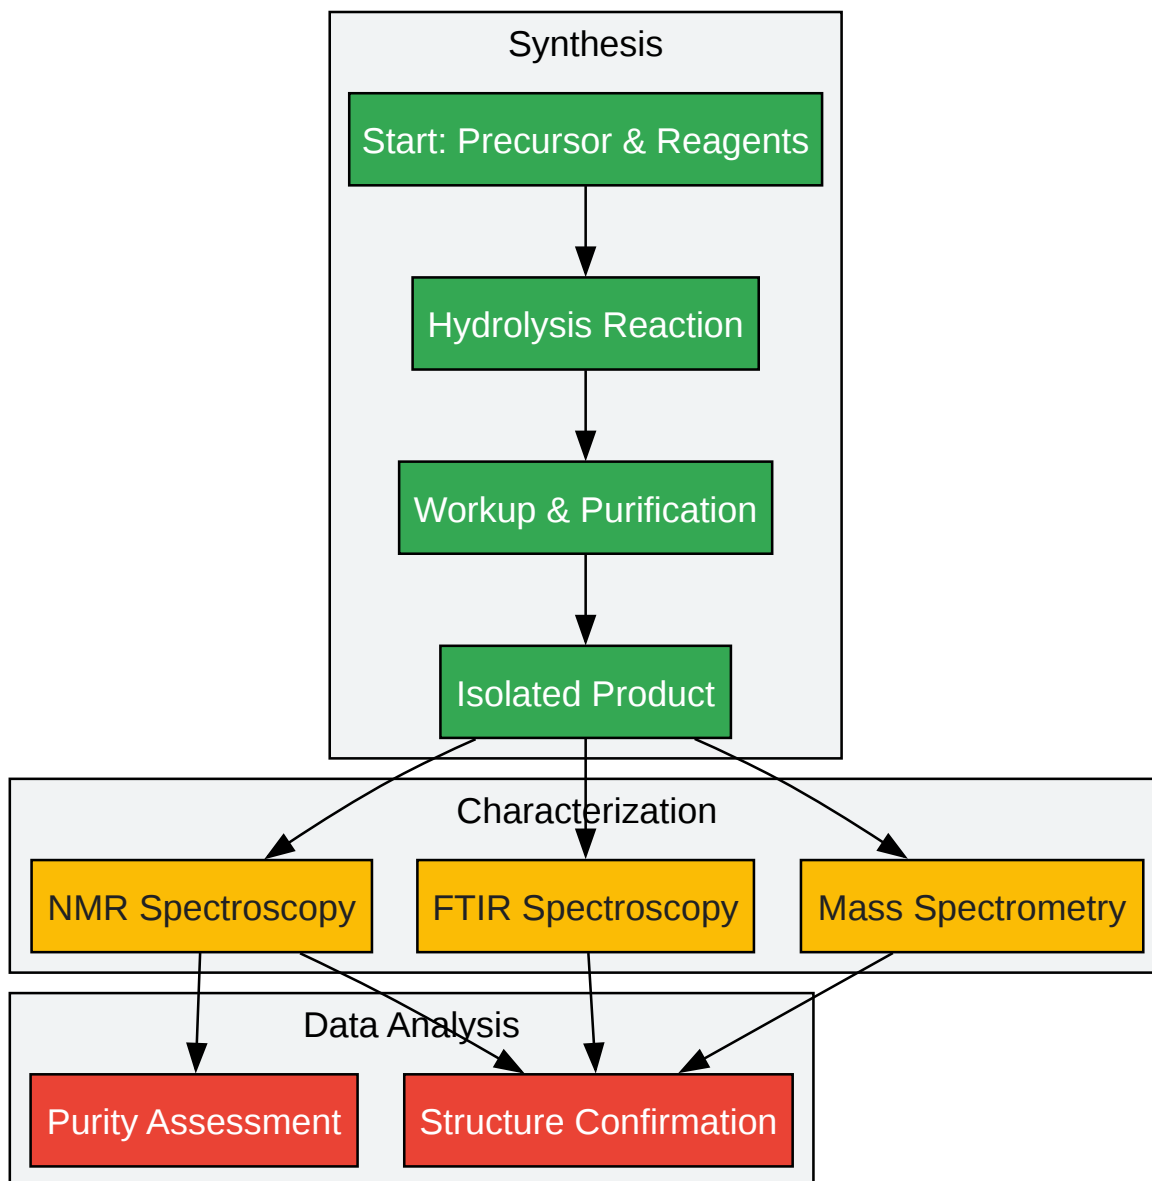 Synthesis
Start: Precursor & Reagents
Hydrolysis Reaction
Workup & Purification
Isolated Product
Characterization
NMR Spectroscopy
FTIR Spectroscopy
Mass Spectrometry
Data Analysis
Purity Assessment
Structure Confirmation